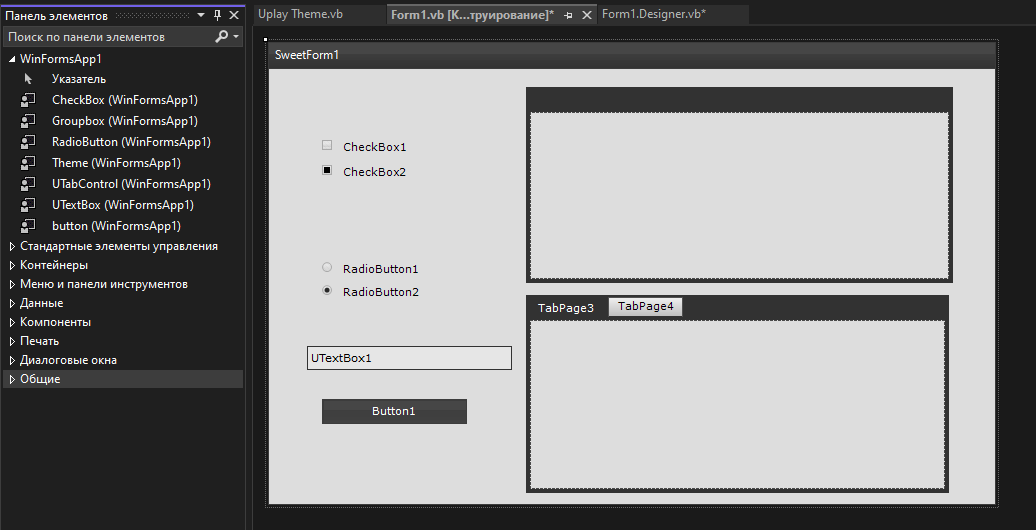 Панель элементов
Поиск по панели элементов
WinFormsApp1
Указатель
CheckBox (WinFormsApp1)
Groupbox (WinFormsApp1)
RadioButton (WinFormsApp1)
Theme (WinFormsApp1)
UTabControl (WinFormsApp1)
UTextBox (WinFormsApp1)
button (WinFormsApp1)
Стандартные элементы управления
Контейнеры
Меню и панели инструментов
Данные
Компоненты
Печать
Диалоговые окна
Общие
Uplay Theme.vb
Form1.vb [К...труирование]*
Form1.Designer.vb*
SweetForm1
CheckBox1
CheckBox2
RadioButton1
RadioButton2
UTextBox1
Button1
TabPage3
TabPage4